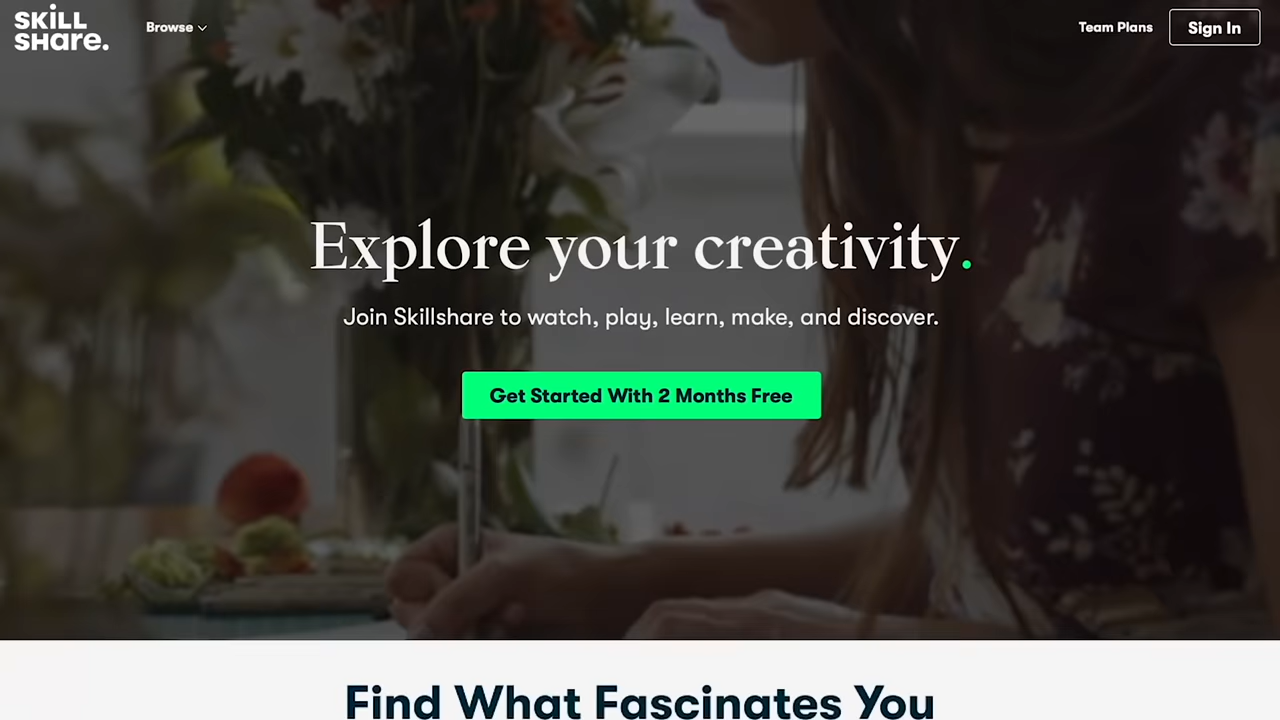 SKILL
SHare.
Browse
Team Plans
Sign In
Explore your creativity.
Join Skillshare to watch, play, learn, make, and discover.
Get Started With 2 Months Free
Find What Fascinates You